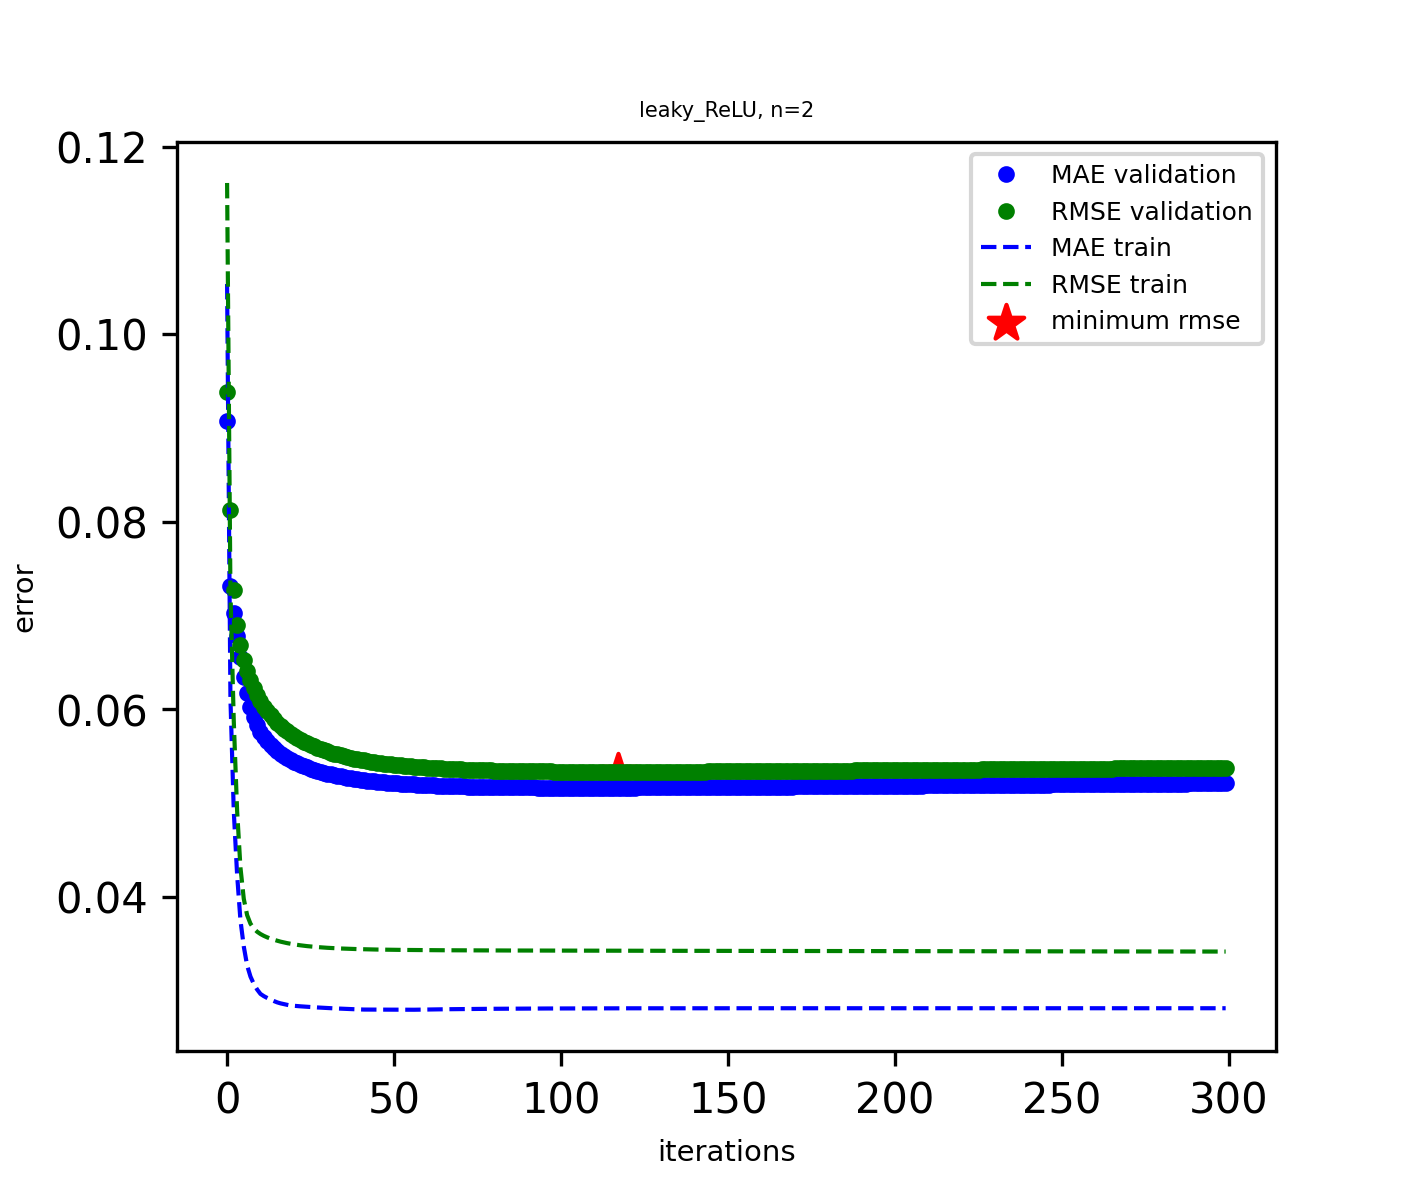 leaky_ReLU, n=2
0.12
0.10
0.08
0.06
0.04
error
MAE validation
RMSE validation
MAE train
RMSE train
minimum rmse
0 50 100 150 200 250 300
iterations